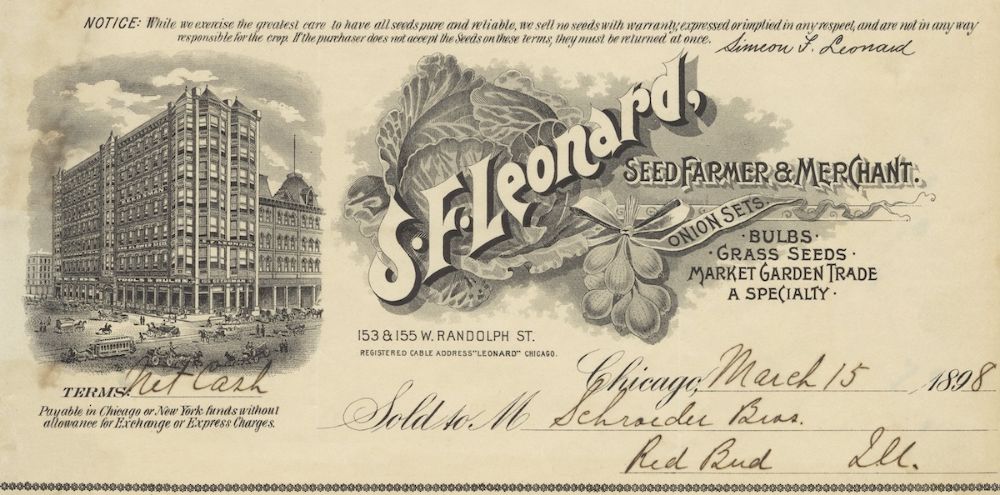 NOTICE: While we exercise the greatest care to have all seeds pure and reliable, we sell no seeds with warranty, expressed or implied in any respect, and are not in any way
responsible for the crop. If the purchaser does not accept the Seeds on these terms, they must be returned at once.
Simeon F. Leonard
S.F. Leonard,
SEED FARMER & MERCHANT.
ONION SETS.
· BULBS ·
· GRASS SEEDS ·
MARKET GARDEN TRADE
A SPECIALTY ·
153 & 155 W. RANDOLPH ST.
REGISTERED CABLE ADDRESS "LEONARD" CHICAGO.
TERMS: Net Cash
Payable in Chicago or New York funds without
allowance for Exchange or Express Charges.
Chicago, March 15 1898
Sold to M Schroeder Bros.
Red Bud Ill.